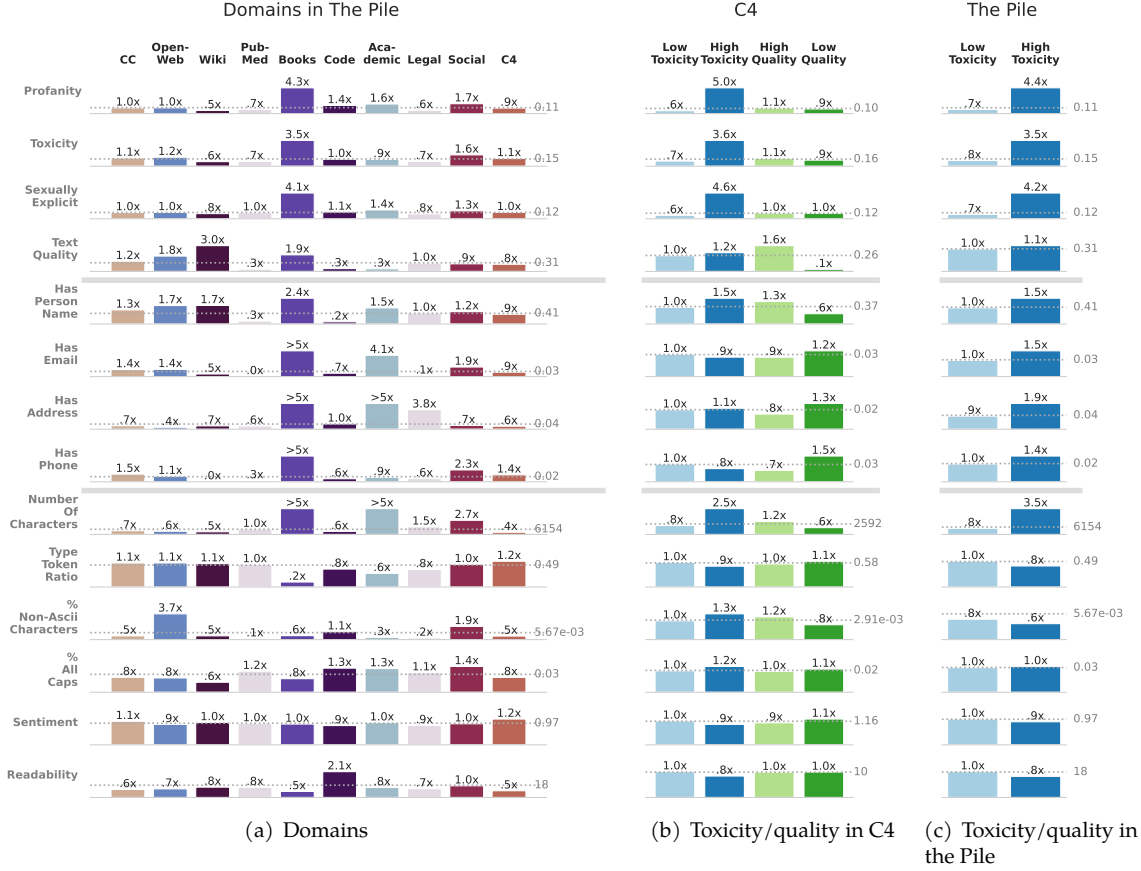 Domains in The Pile
C4
The Pile
CC Open-Web Wiki Pub-Med Books Code Aca-demic Legal Social C4
Low Toxicity High Toxicity High Quality Low Quality
Low Toxicity High Toxicity
Profanity
1.0x 1.0x .5x .7x 4.3x 1.4x 1.6x .6x 1.7x .9x 0.11
.6x 5.0x 1.1x .9x 0.10
.7x 4.4x 0.11
Toxicity
1.1x 1.2x .6x .7x 3.5x 1.0x .9x .7x 1.6x 1.1x 0.15
.7x 3.6x 1.1x .9x 0.16
.8x 3.5x 0.15
Sexually
Explicit
1.0x 1.0x .8x 1.0x 4.1x 1.1x 1.4x .8x 1.3x 1.0x 0.12
.6x 4.6x 1.0x 1.0x 0.12
.7x 4.2x 0.12
Text
Quality
1.2x 1.8x 3.0x .3x 1.9x .3x .3x 1.0x .9x .8x 0.31
1.0x 1.2x 1.6x .1x 0.26
1.0x 1.1x 0.31
Has
Person
Name
1.3x 1.7x 1.7x .3x 2.4x .2x 1.5x 1.0x 1.2x .9x 0.41
1.0x 1.5x 1.3x .6x 0.37
1.0x 1.5x 0.41
Has
Email
1.4x 1.4x .5x .0x >5x .7x 4.1x .1x 1.9x .9x 0.03
1.0x .9x .9x 1.2x 0.03
1.0x 1.5x 0.03
Has
Address
.7x .4x .7x .6x >5x 1.0x >5x 3.8x .7x .6x 0.04
1.0x 1.1x .8x 1.3x 0.02
.9x 1.9x 0.04
Has
Phone
1.5x 1.1x .0x .3x >5x .6x .9x .6x 2.3x 1.4x 0.02
1.0x .8x .7x 1.5x 0.03
1.0x 1.4x 0.02
Number
Of
Characters
.7x .6x .5x 1.0x >5x .6x >5x 1.5x 2.7x .4x 6154
.8x 2.5x 1.2x .6x 2592
.8x 3.5x 6154
Type
Token
Ratio
1.1x 1.1x 1.1x 1.0x .2x .8x .6x .8x 1.0x 1.2x 0.49
1.0x .9x 1.0x 1.1x 0.58
1.0x .8x 0.49
%
Non-Ascii
Characters
.5x 3.7x .5x .1x .6x 1.1x .3x .2x 1.9x .5x 5.67e-03
1.0x 1.3x 1.2x .8x 2.91e-03
.8x .6x 5.67e-03
%
All
Caps
.8x .8x .6x 1.2x .8x 1.3x 1.3x 1.1x 1.4x .8x 0.03
1.0x 1.2x 1.0x 1.1x 0.02
1.0x 1.0x 0.03
Sentiment
1.1x .9x 1.0x 1.0x 1.0x .9x 1.0x .9x 1.0x 1.2x 0.97
1.0x .9x .9x 1.1x 1.16
1.0x .9x 0.97
Readability
.6x .7x .8x .8x .5x 2.1x .8x .7x 1.0x .5x 18
1.0x .8x 1.0x 1.0x 10
1.0x .8x 18
(a) Domains
(b) Toxicity/quality in C4
(c) Toxicity/quality in
the Pile